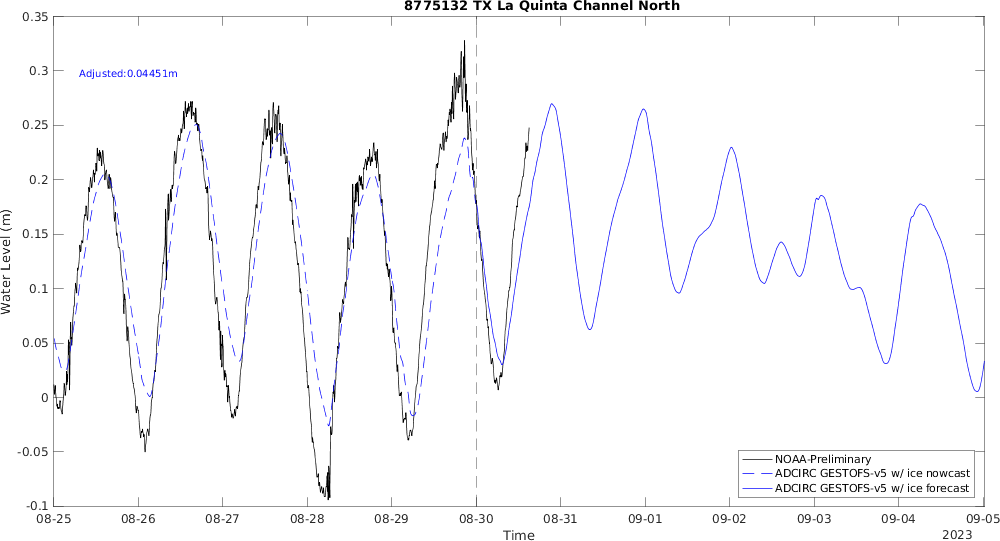 8775132 TX La Quinta Channel North
0.35
0.3
0.25
0.2
0.15
0.1
0.05
0
-0.05
-0.1
Water Level (m)
Adjusted:0.04451m
NOAA-Preliminary
ADCIRC GESTOFS-v5 w/ ice nowcast
ADCIRC GESTOFS-v5 w/ ice forecast
08-25 08-26 08-27 08-28 08-29 08-30 08-31 09-01 09-02 09-03 09-04 09-05
Time
2023